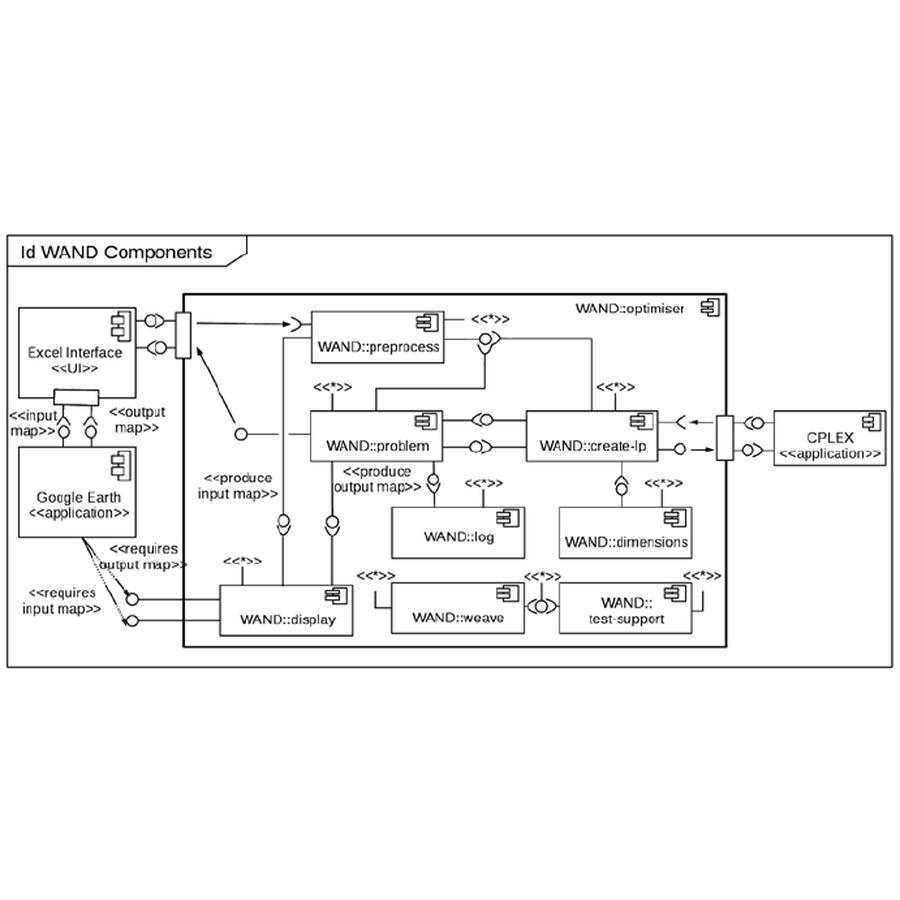 Id WAND Components
WAND::optimiser
Excel Interface
<<UI>>
WAND::preprocess
<<*>>
<<*>>
<<*>>
<<input
map>>
<<output
map>>
WAND::problem
WAND::create-lp
CPLEX
<<application>>
Google Earth
<<application>>
<<produce
input map>>
<<produce
output map>>
<<*>>
<<*>>
WAND::log
WAND::dimensions
<<requires
output map>>
<<requires
input map>>
<<*>>
<<*>>
<<*>>
<<*>>
WAND::display
WAND::weave
WAND::
test-support